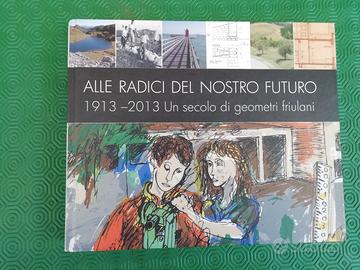 ALLE RADICI DEL NOSTRO FUTURO
1913 –2013 Un secolo di geometri friulani